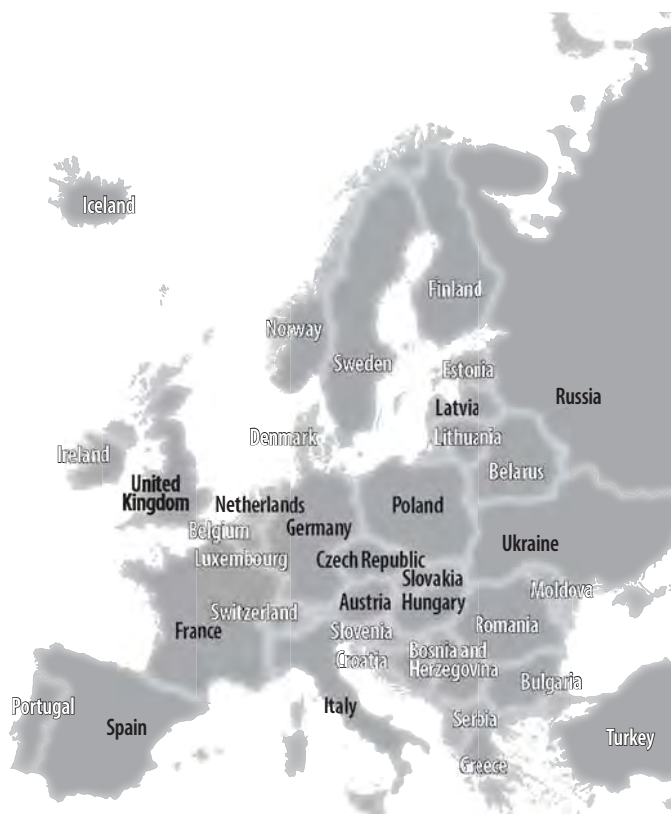 Iceland
Finland
Norway
Sweden
Estonia
Russia
Latvia
Denmark
Lithuania
Ireland
Belarus
United
Kingdom
Netherlands
Poland
Belgium
Germany
Ukraine
Luxembourg
Czech Republic
Slovakia
Moldova
Austria
Hungary
Switzerland
France
Romania
Slovenia
Bosnia and
Herzegovina
Croatia
Bulgaria
Portugal
Italy
Spain
Serbia
Turkey
Greece